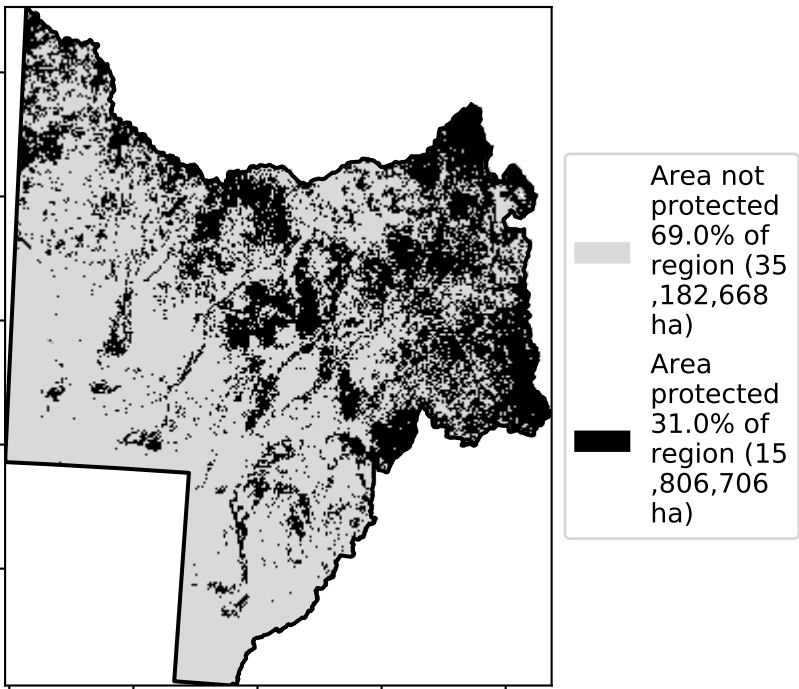 Area not
protected
69.0% of
region (35
,182,668
ha)
Area
protected
31.0% of
region (15
,806,706
ha)